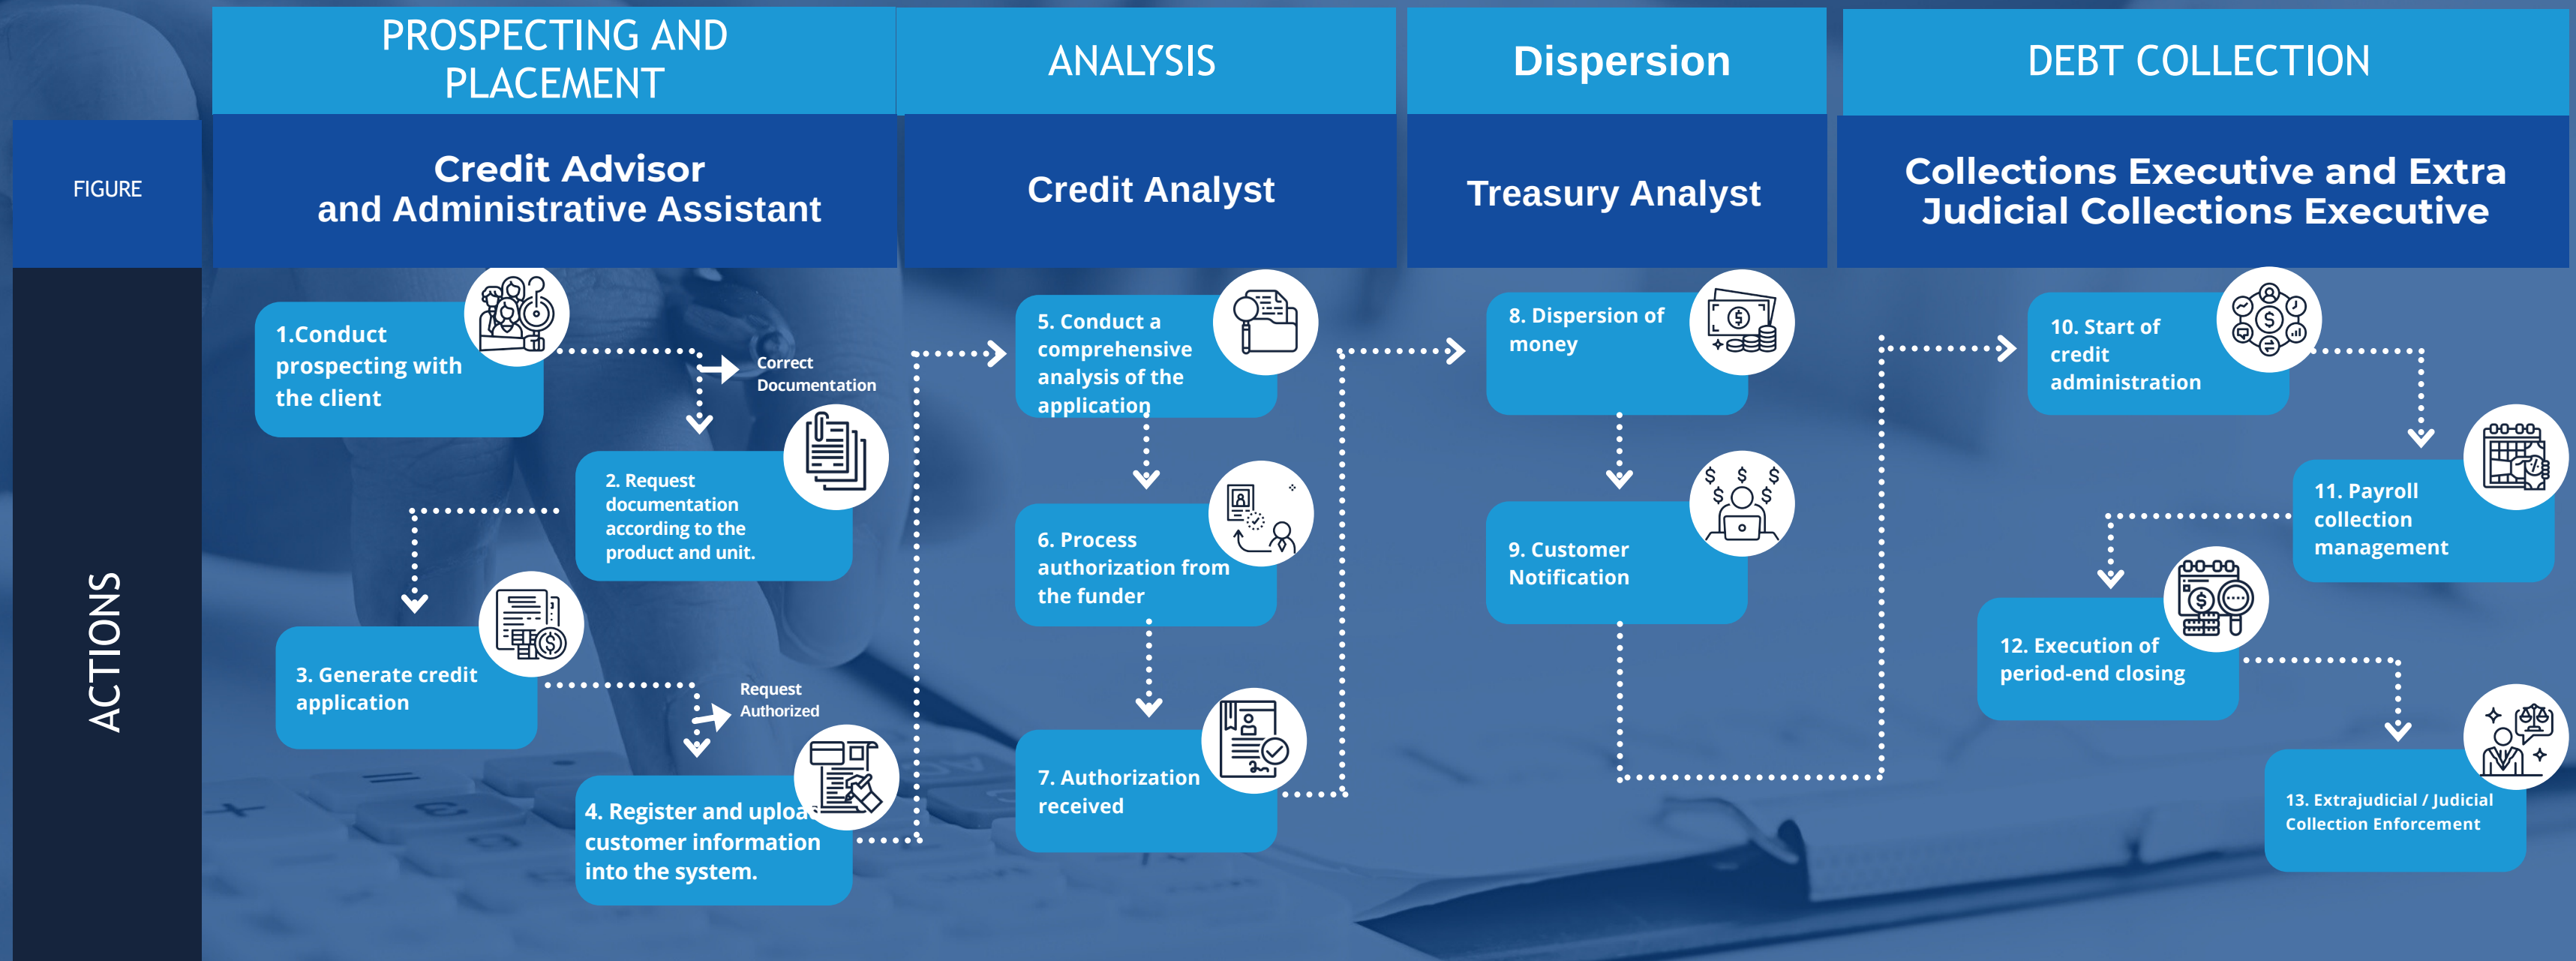 PROSPECTING AND
PLACEMENT
ANALYSIS
Dispersion
DEBT COLLECTION
FIGURE
Credit Advisor
and Administrative Assistant
Credit Analyst
Treasury Analyst
Collections Executive and Extra
Judicial Collections Executive
ACTIONS
1.Conduct
prospecting with
the client
Correct
Documentation
2. Request
documentation
according to the
product and unit.
3. Generate credit
application
Request
Authorized
4. Register and upload
customer information
into the system.
5. Conduct a
comprehensive
analysis of the
application
6. Process
authorization from
the funder
7. Authorization
received
8. Dispersion of
money
9. Customer
Notification
10. Start of
credit
administration
11. Payroll
collection
management
12. Execution of
period-end closing
13. Extrajudicial / Judicial
Collection Enforcement